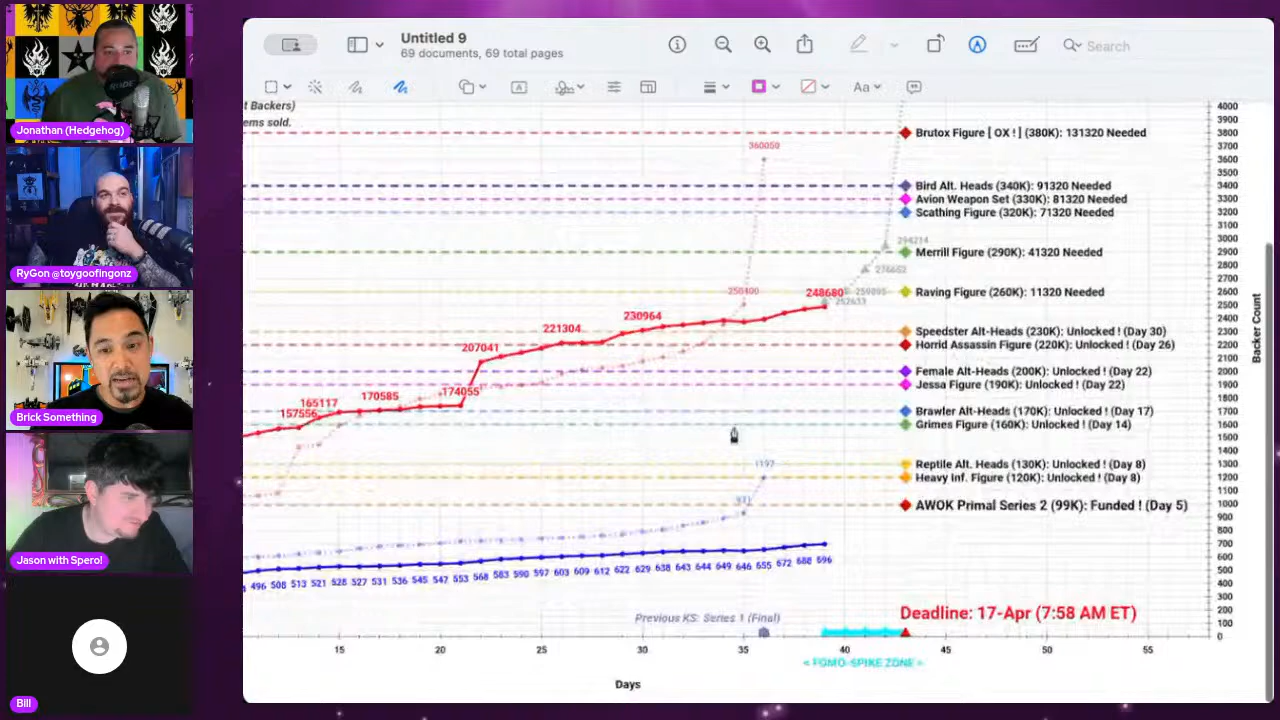 Jonathan (Hedgehog)
RyGon @toygoofingonz
Brick Something
Jason with Spero!
Bill
Untitled 9
69 documents, 69 total pages
Search
Aa
t Backers)
ems sold.
4000
3900
3800
3700
3600
3500
3400
3300
3200
3100
3000
2900
2800
2700
2600
2500
2400
2300
2200
2100
2000
1900
1800
1700
1600
1500
1400
1300
1200
1100
1000
900
800
700
600
500
400
300
200
100
0
Backer Count
Brutox Figure [ OX ! ] (380K): 131320 Needed
Bird Alt. Heads (340K): 91320 Needed
Avion Weapon Set (330K): 81320 Needed
Scathing Figure (320K): 71320 Needed
Merrill Figure (290K): 41320 Needed
Raving Figure (260K): 11320 Needed
Speedster Alt-Heads (230K): Unlocked ! (Day 30)
Horrid Assassin Figure (220K): Unlocked ! (Day 26)
Female Alt-Heads (200K): Unlocked ! (Day 22)
Jessa Figure (190K): Unlocked ! (Day 22)
Brawler Alt-Heads (170K): Unlocked ! (Day 17)
Grimes Figure (160K): Unlocked ! (Day 14)
Reptile Alt. Heads (130K): Unlocked ! (Day 8)
Heavy Inf. Figure (120K): Unlocked ! (Day 8)
AWOK Primal Series 2 (99K): Funded ! (Day 5)
360050
294214
276602
248680
252633
230964
221304
207041
174055
170585
165117
157556
1197
931
496 508 513 521 528 527 531 536 545 547 553 568 583 590 597 603 609 612 622 629 638 643 644 649 646 655 672 688 696
Previous KS: Series 1 (Final)
Deadline: 17-Apr (7:58 AM ET)
15 20 25 30 35 40 45 50 55
< FOMO-SPIKE ZONE >
Days